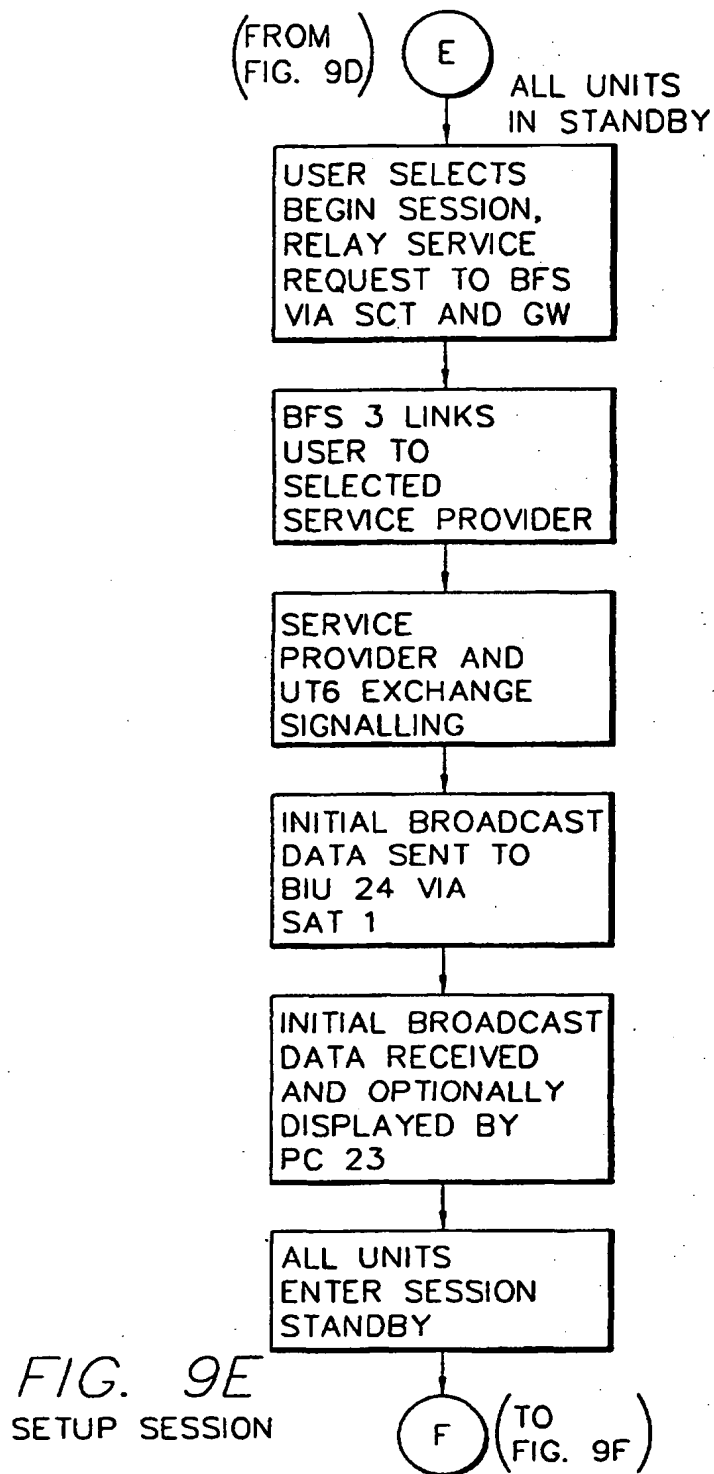 (FROM
FIG. 9D)
E
ALL UNITS
IN STANDBY
USER SELECTS
BEGIN SESSION,
RELAY SERVICE
REQUEST TO BFS
VIA SCT AND GW
BFS 3 LINKS
USER TO
SELECTED
SERVICE PROVIDER
SERVICE
PROVIDER AND
UT6 EXCHANGE
SIGNALLING
INITIAL BROADCAST
DATA SENT TO
BIU 24 VIA
SAT 1
INITIAL BROADCAST
DATA RECEIVED
AND OPTIONALLY
DISPLAYED BY
PC 23
ALL UNITS
ENTER SESSION
STANDBY
FIG. 9E
SETUP SESSION
F
(TO
FIG. 9F)